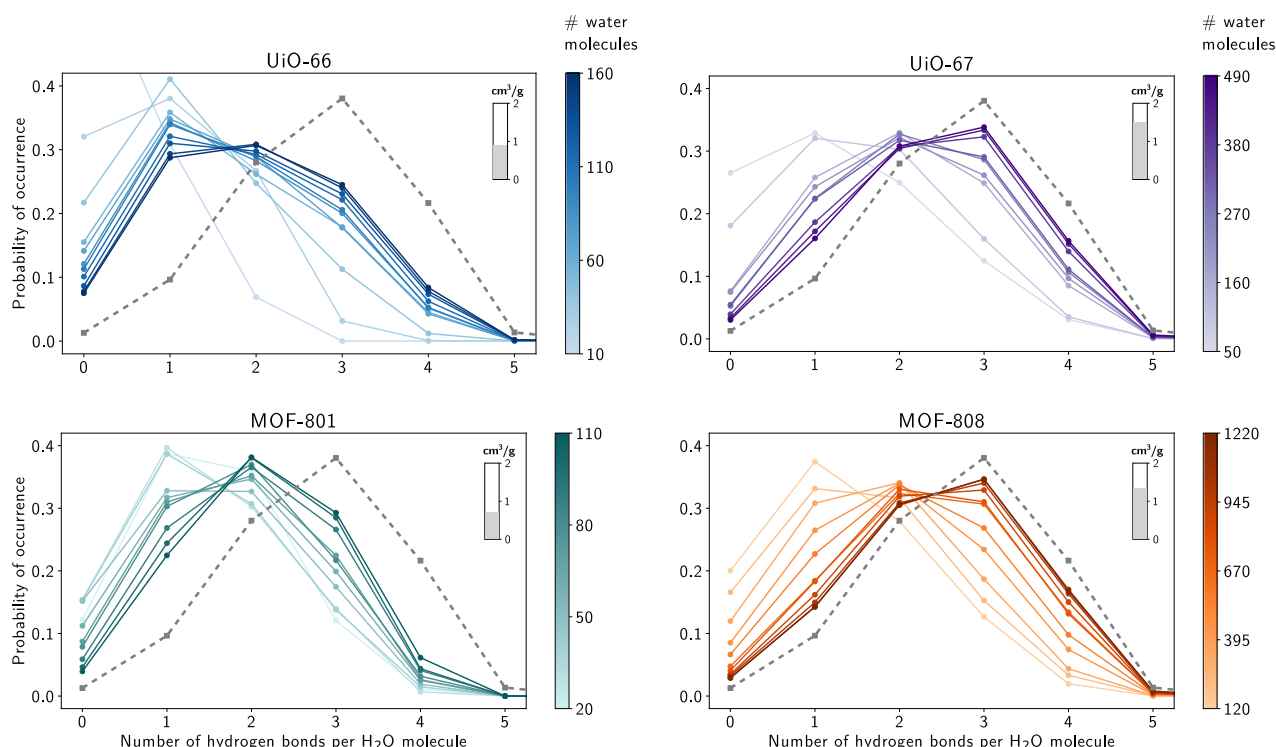 # water
molecules
UiO-66
160
110
60
10
0.4
0.3
0.2
0.1
0.0
cm³/g
2
1
0
0 1 2 3 4 5
Probability of occurrence
# water
molecules
UiO-67
490
380
270
160
50
0.4
0.3
0.2
0.1
0.0
cm³/g
2
1
0
0 1 2 3 4 5
MOF-801
110
80
50
20
0.4
0.3
0.2
0.1
0.0
cm³/g
2
1
0
0 1 2 3 4 5
Probability of occurrence
Number of hydrogen bonds per H₂O molecule
MOF-808
1220
945
670
395
120
0.4
0.3
0.2
0.1
0.0
cm³/g
2
1
0
0 1 2 3 4 5
Number of hydrogen bonds per H₂O molecule